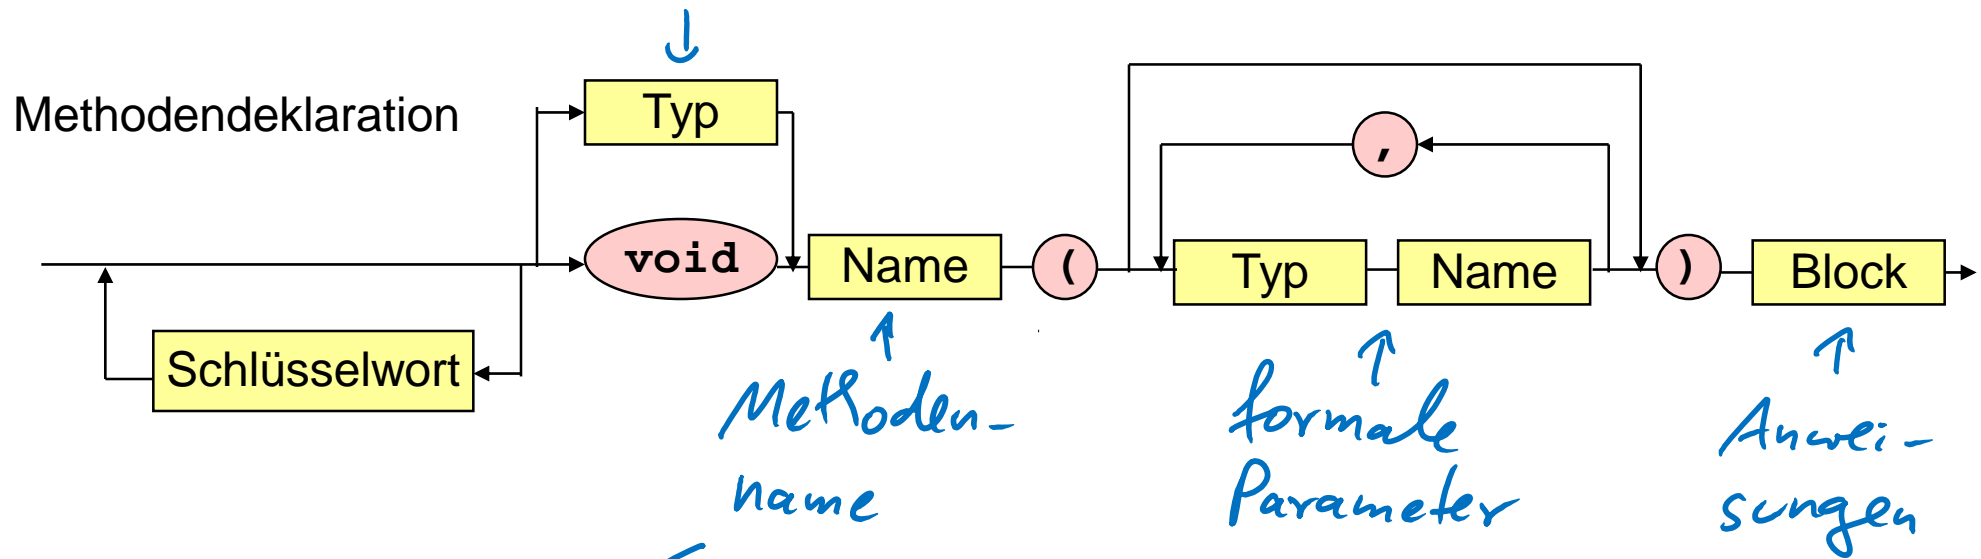 Typ
Methodendeklaration
,
void Name ( Typ Name ) Block
Schlüsselwort
Methoden-
name
formale
Parameter
Anwei-
sungen